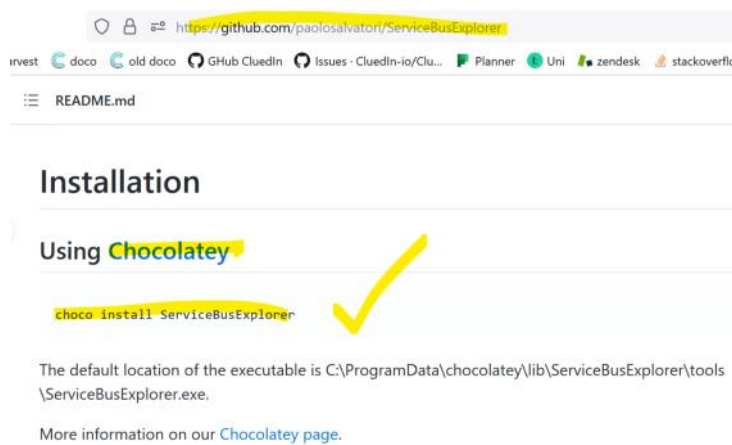 https://github.com/paolosalvatori/ServiceBusExplorer
doco old doco GHub CluedIn Issues · CluedIn-io/Clu... Planner Uni zendesk stackoverflo
README.md
Installation
Using Chocolatey
choco install ServiceBusExplorer
The default location of the executable is C:\ProgramData\chocolatey\lib\ServiceBusExplorer\tools
\ServiceBusExplorer.exe.
More information on our Chocolatey page.